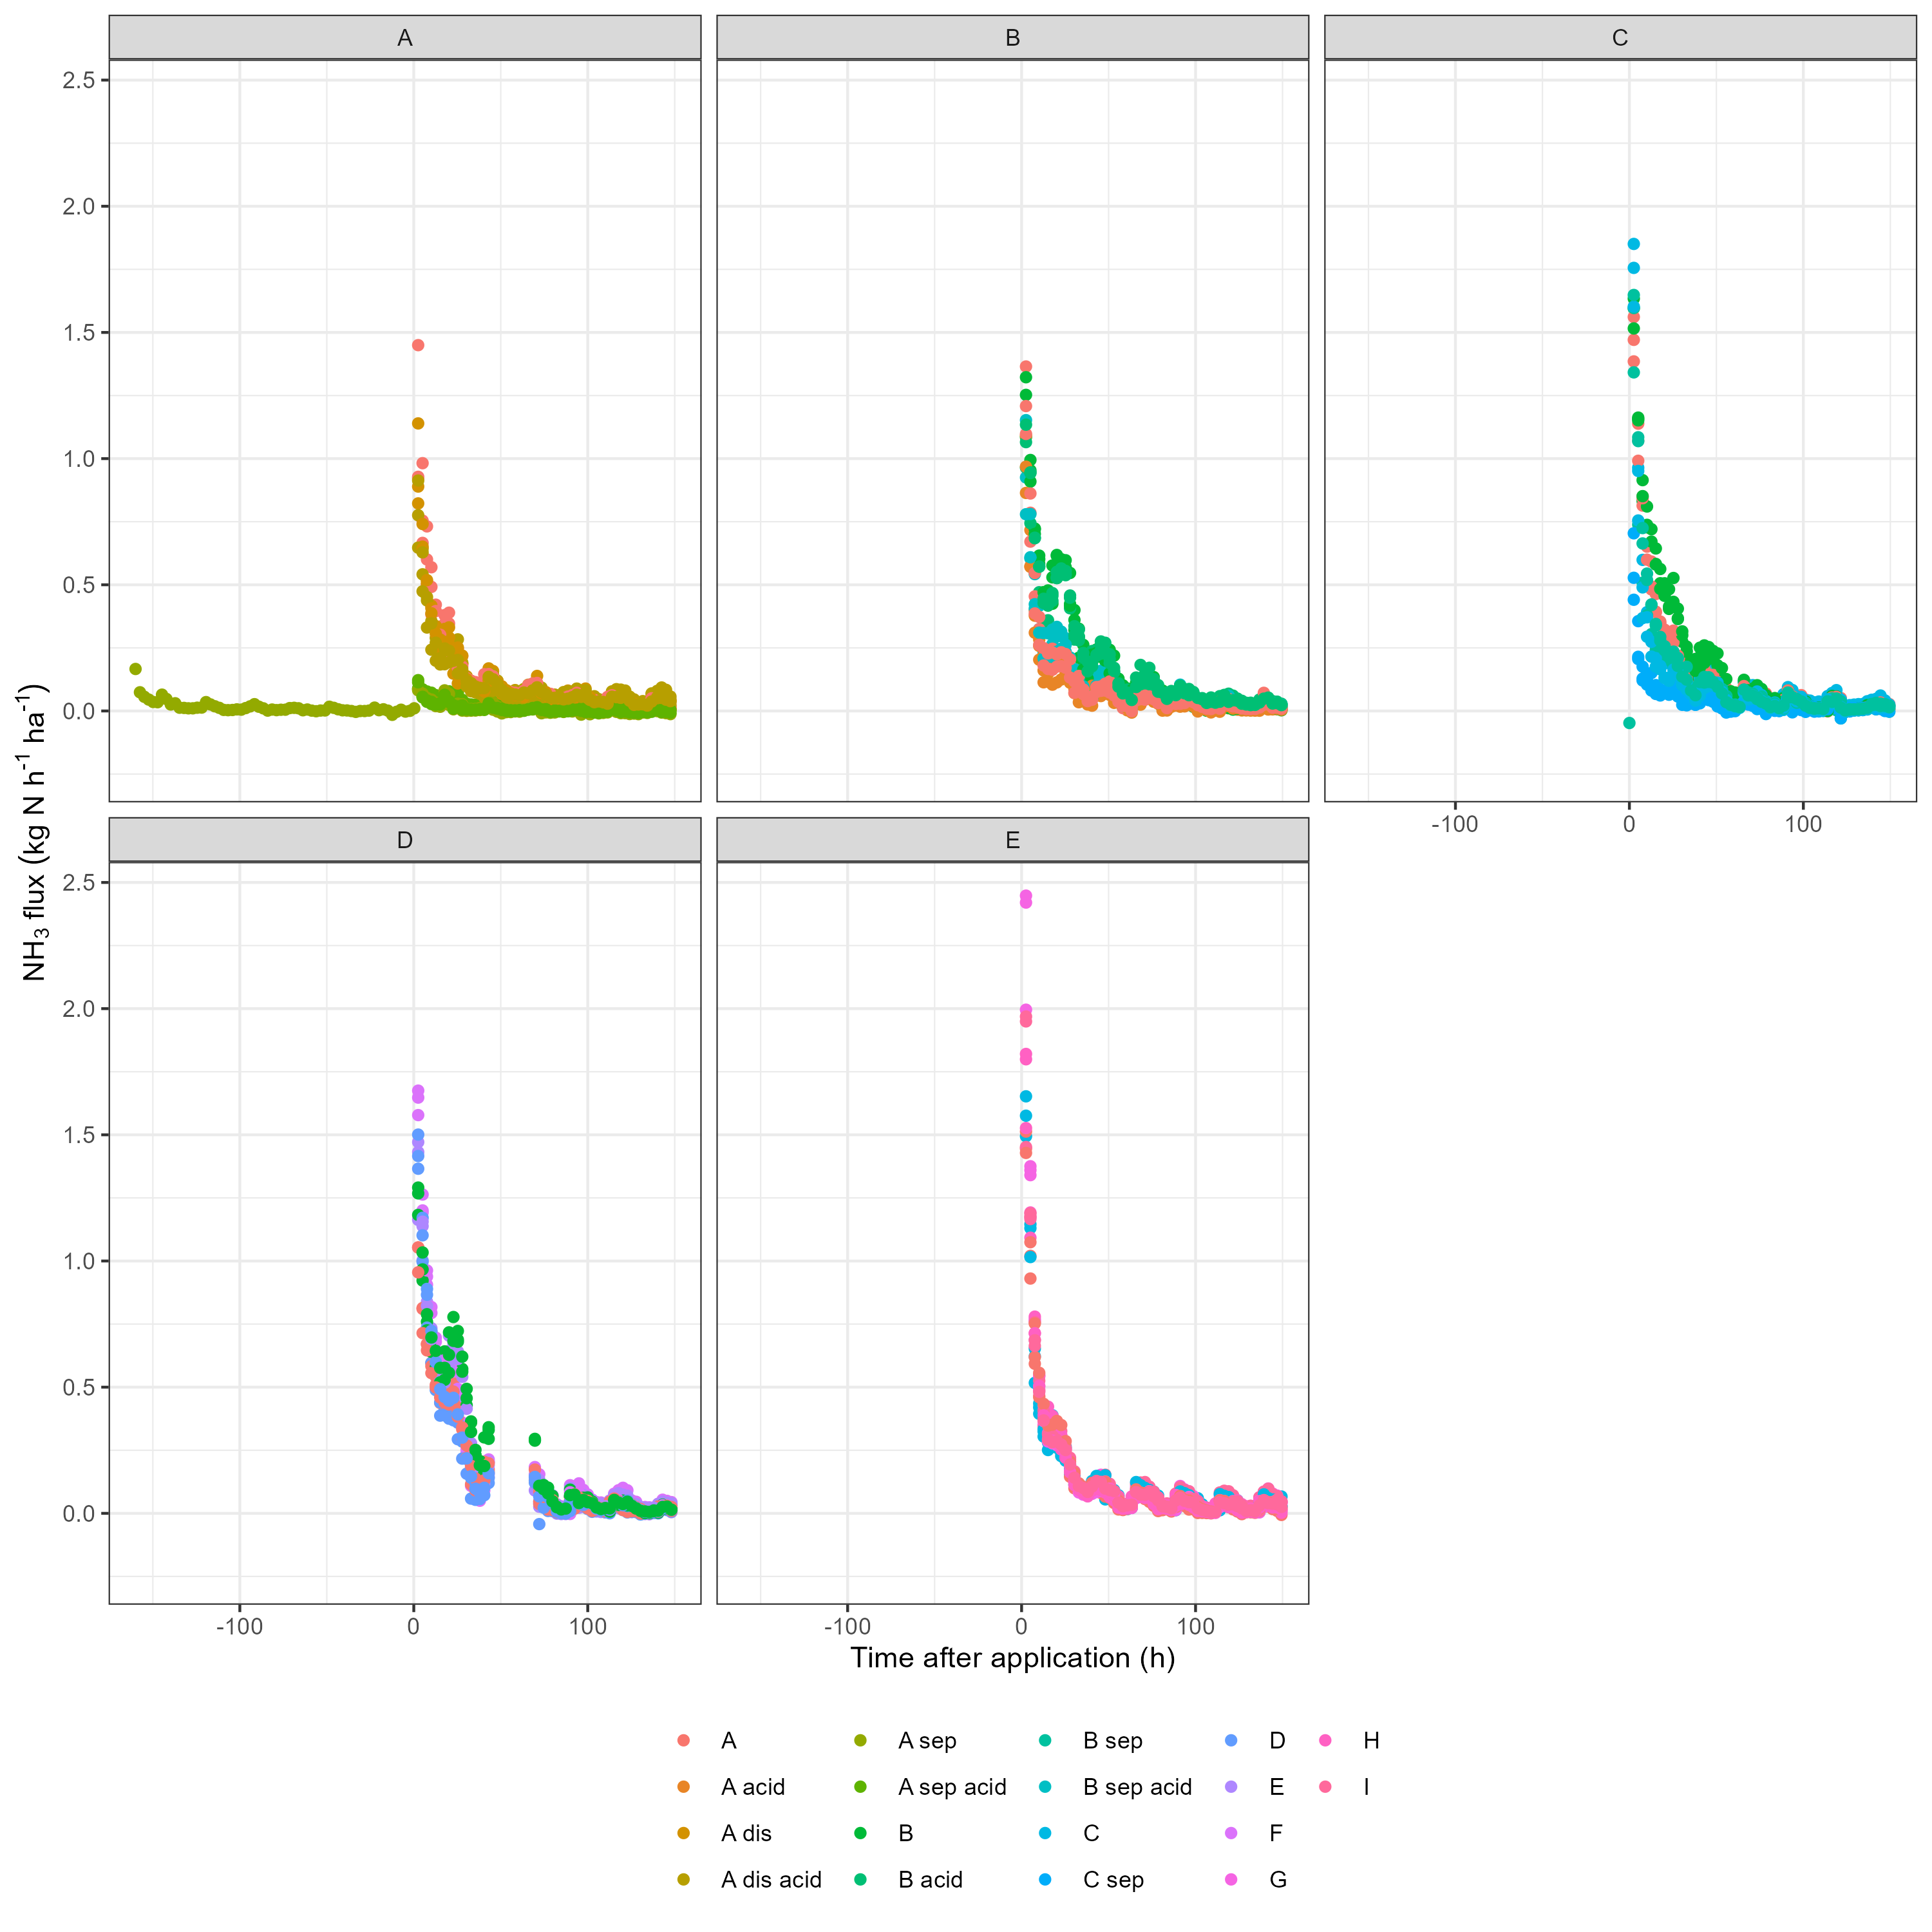 A
B
C
2.5
2.0
1.5
1.0
0.5
0.0
-100
0
100
D
E
2.5
2.0
1.5
1.0
0.5
0.0
-100
0
100
-100
0
100
NH₃ flux (kg N h⁻¹ ha⁻¹)
Time after application (h)
A
A sep
B sep
D
H
A acid
A sep acid
B sep acid
E
I
A dis
B
C
F
A dis acid
B acid
C sep
G